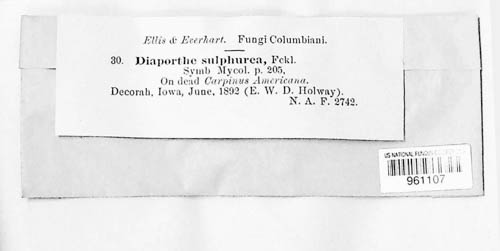 Ellis & Everhart. Fungi Columbiani.
30. Diaporthe sulphurea, Fckl.
Symb Mycol. p. 205,
On dead Carpinus Americana.
Decorah, Iowa, June, 1892 (E. W. D. Holway).
N. A. F. 2742.
US NATIONAL FUNGUS
961107